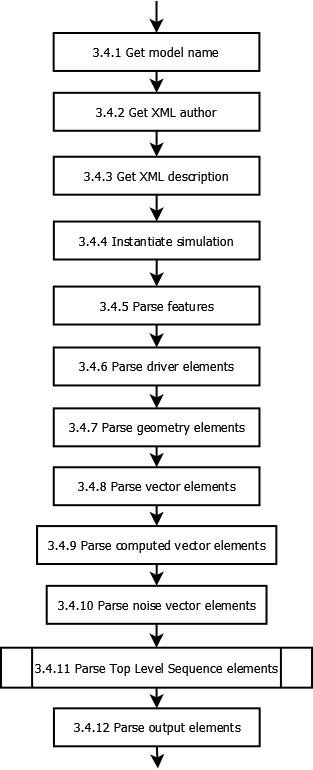 3.4.1 Get model name
3.4.2 Get XML author
3.4.3 Get XML description
3.4.4 Instantiate simulation
3.4.5 Parse features
3.4.6 Parse driver elements
3.4.7 Parse geometry elements
3.4.8 Parse vector elements
3.4.9 Parse computed vector elements
3.4.10 Parse noise vector elements
3.4.11 Parse Top Level Sequence elements
3.4.12 Parse output elements